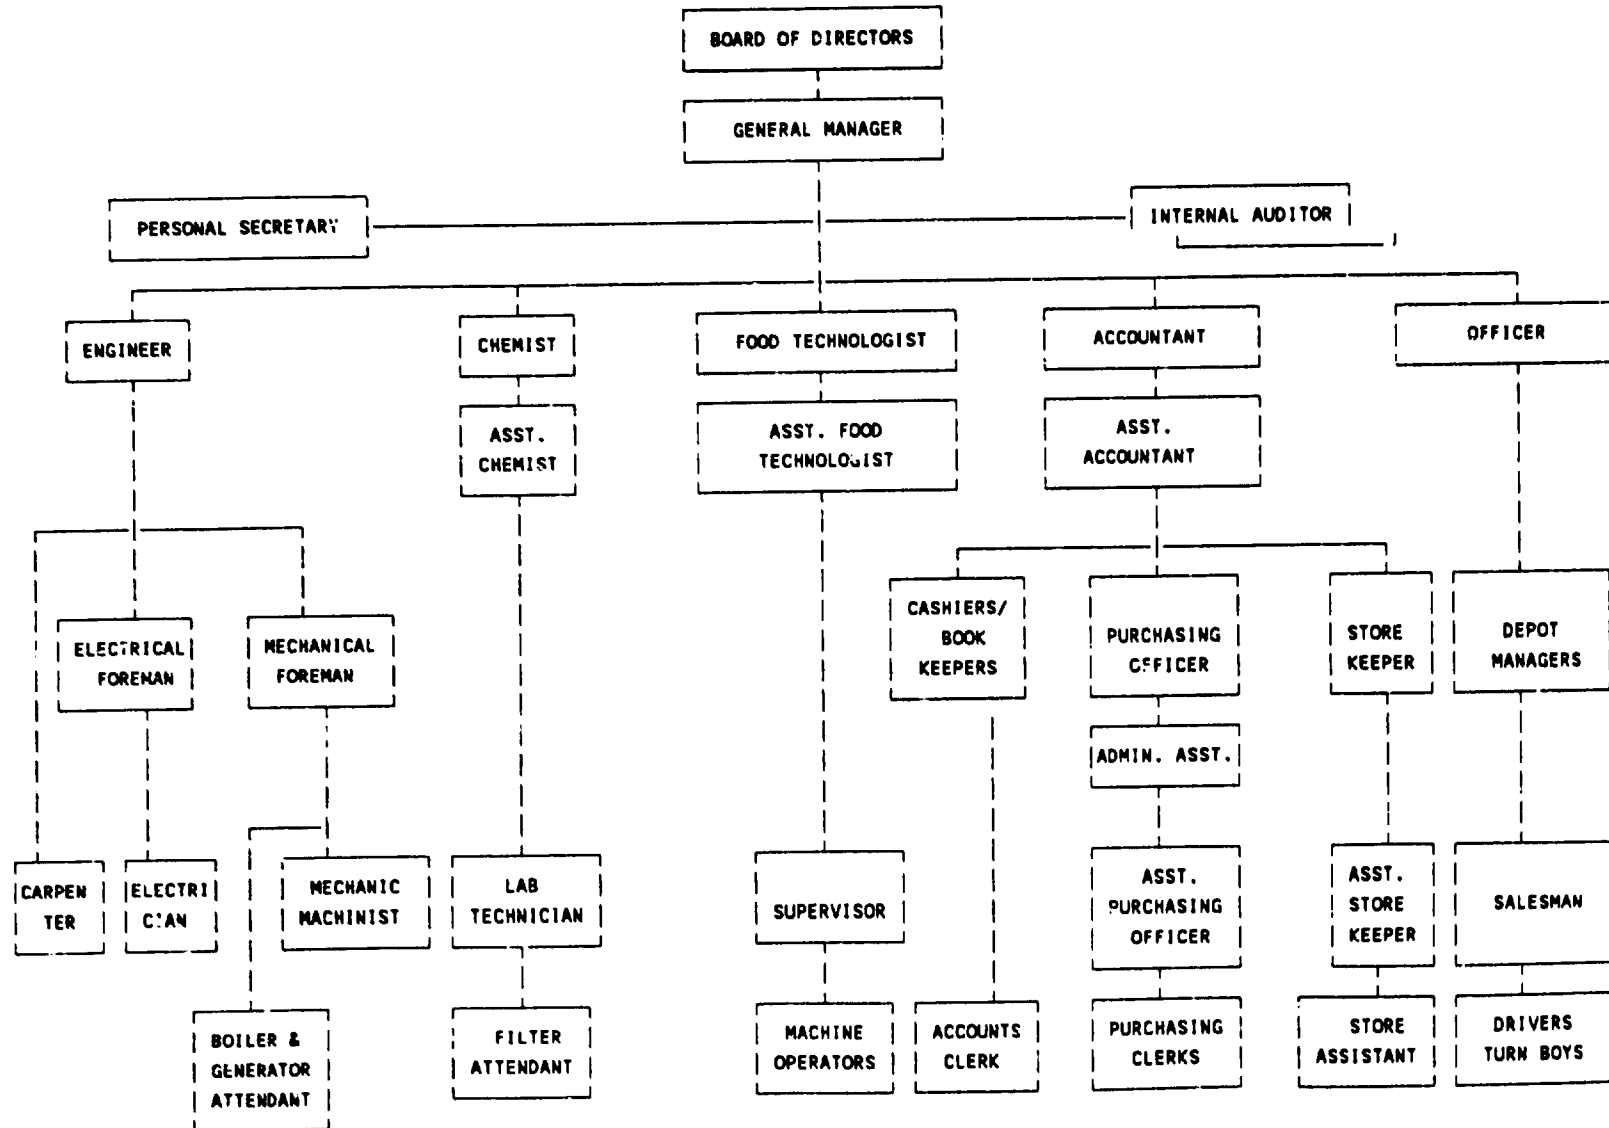 BOARD OF DIRECTORS
GENERAL MANAGER
PERSONAL SECRETARY
INTERNAL AUDITOR
ENGINEER
CHEMIST
FOOD TECHNOLOGIST
ACCOUNTANT
OFFICER
ASST.
CHEMIST
ASST. FOOD
TECHNOLOGIST
ASST.
ACCOUNTANT
ELECTRICAL
FOREMAN
MECHANICAL
FOREMAN
CASHIERS/
BOOK
KEEPERS
PURCHASING
OFFICER
STORE
KEEPER
DEPOT
MANAGERS
ADMIN. ASST.
CARPEN
TER
ELECTRI
CIAN
MECHANIC
MACHINIST
LAB
TECHNICIAN
SUPERVISOR
ASST.
PURCHASING
OFFICER
ASST.
STORE
KEEPER
SALESMAN
BOILER &
GENERATOR
ATTENDANT
FILTER
ATTENDANT
MACHINE
OPERATORS
ACCOUNTS
CLERK
PURCHASING
CLERKS
STORE
ASSISTANT
DRIVERS
TURN BOYS